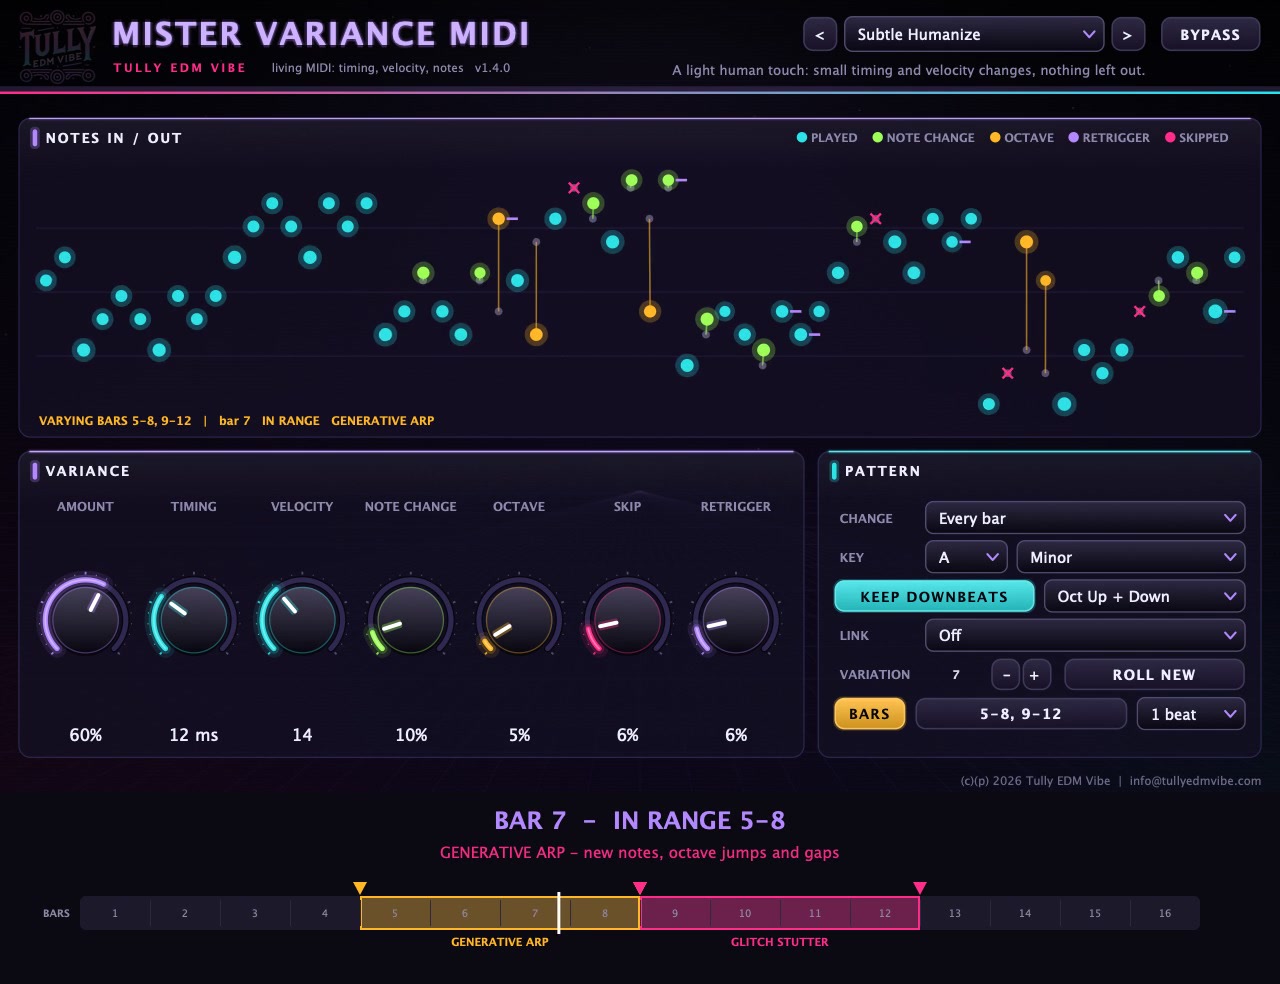 TULLY
EDM VIBE
MISTER VARIANCE MIDI
TULLY EDM VIBE living MIDI: timing, velocity, notes v1.4.0
< Subtle Humanize > BYPASS
A light human touch: small timing and velocity changes, nothing left out.
NOTES IN / OUT
PLAYED NOTE CHANGE OCTAVE RETRIGGER SKIPPED
VARYING BARS 5-8, 9-12 | bar 7 IN RANGE GENERATIVE ARP
VARIANCE
AMOUNT TIMING VELOCITY NOTE CHANGE OCTAVE SKIP RETRIGGER
60% 12 ms 14 10% 5% 6% 6%
PATTERN
CHANGE Every bar
KEY A Minor
KEEP DOWNBEATS Oct Up + Down
LINK Off
VARIATION 7 - + ROLL NEW
BARS 5-8, 9-12 1 beat
(c)(p) 2026 Tully EDM Vibe | info@tullyedmvibe.com
BAR 7 - IN RANGE 5-8
GENERATIVE ARP - new notes, octave jumps and gaps
BARS 1 2 3 4 5 6 7 8 9 10 11 12 13 14 15 16
GENERATIVE ARP GLITCH STUTTER